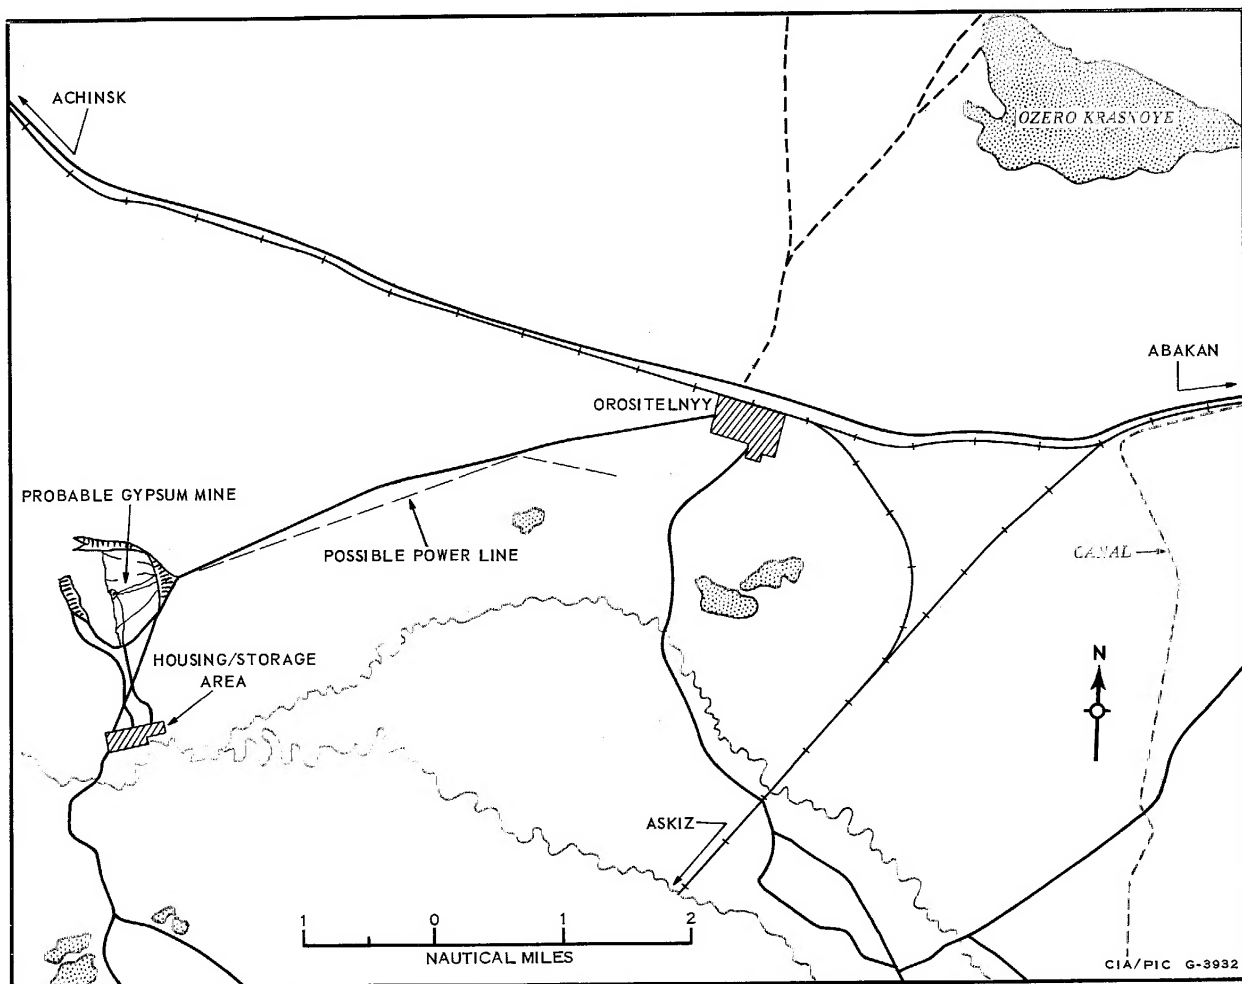 ACHINSK
OZERO KRASNOYE
ABAKAN
OROSITELNYY
PROBABLE GYPSUM MINE
POSSIBLE POWER LINE
CANAL
HOUSING/STORAGE
AREA
N
ASKIZ
1 0 1 2
NAUTICAL MILES
CIA/PIC G-3932